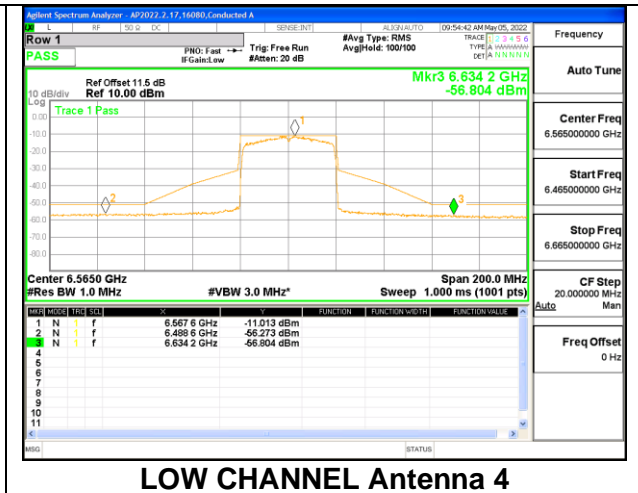 Agilent Spectrum Analyzer - AP2022.2.17,16080,Conducted A
L RF 50 Ω DC SENSE:INT ALIGN AUTO 09:54:42 AM May 05, 2022
Row 1
PASS
PNO: Fast
IFGain:Low
Trig: Free Run
#Atten: 20 dB
#Avg Type: RMS
Avg|Hold: 100/100
TRACE 1 2 3 4 5 6
TYPE A WWWWW
DET A N N N N N
Frequency
Ref Offset 11.5 dB
Ref 10.00 dBm
10 dB/div
Log
Mkr3 6.634 2 GHz
-56.804 dBm
Trace 1 Pass
0.00
-10.0
-20.0
-30.0
-40.0
-50.0
-60.0
-70.0
-80.0
1
2
3
Center 6.5650 GHz
#Res BW 1.0 MHz
#VBW 3.0 MHz*
Span 200.0 MHz
Sweep 1.000 ms (1001 pts)
MKR MODE TRC SCL X Y FUNCTION FUNCTION WIDTH FUNCTION VALUE
1 N 1 f 6.567 6 GHz -11.013 dBm
2 N 1 f 6.488 6 GHz -56.273 dBm
3 N 1 f 6.634 2 GHz -56.804 dBm
4
5
6
7
8
9
10
11
MSG STATUS
Auto Tune
Center Freq
6.565000000 GHz
Start Freq
6.465000000 GHz
Stop Freq
6.665000000 GHz
CF Step
20.000000 MHz
Auto Man
Freq Offset
0 Hz
LOW CHANNEL Antenna 4